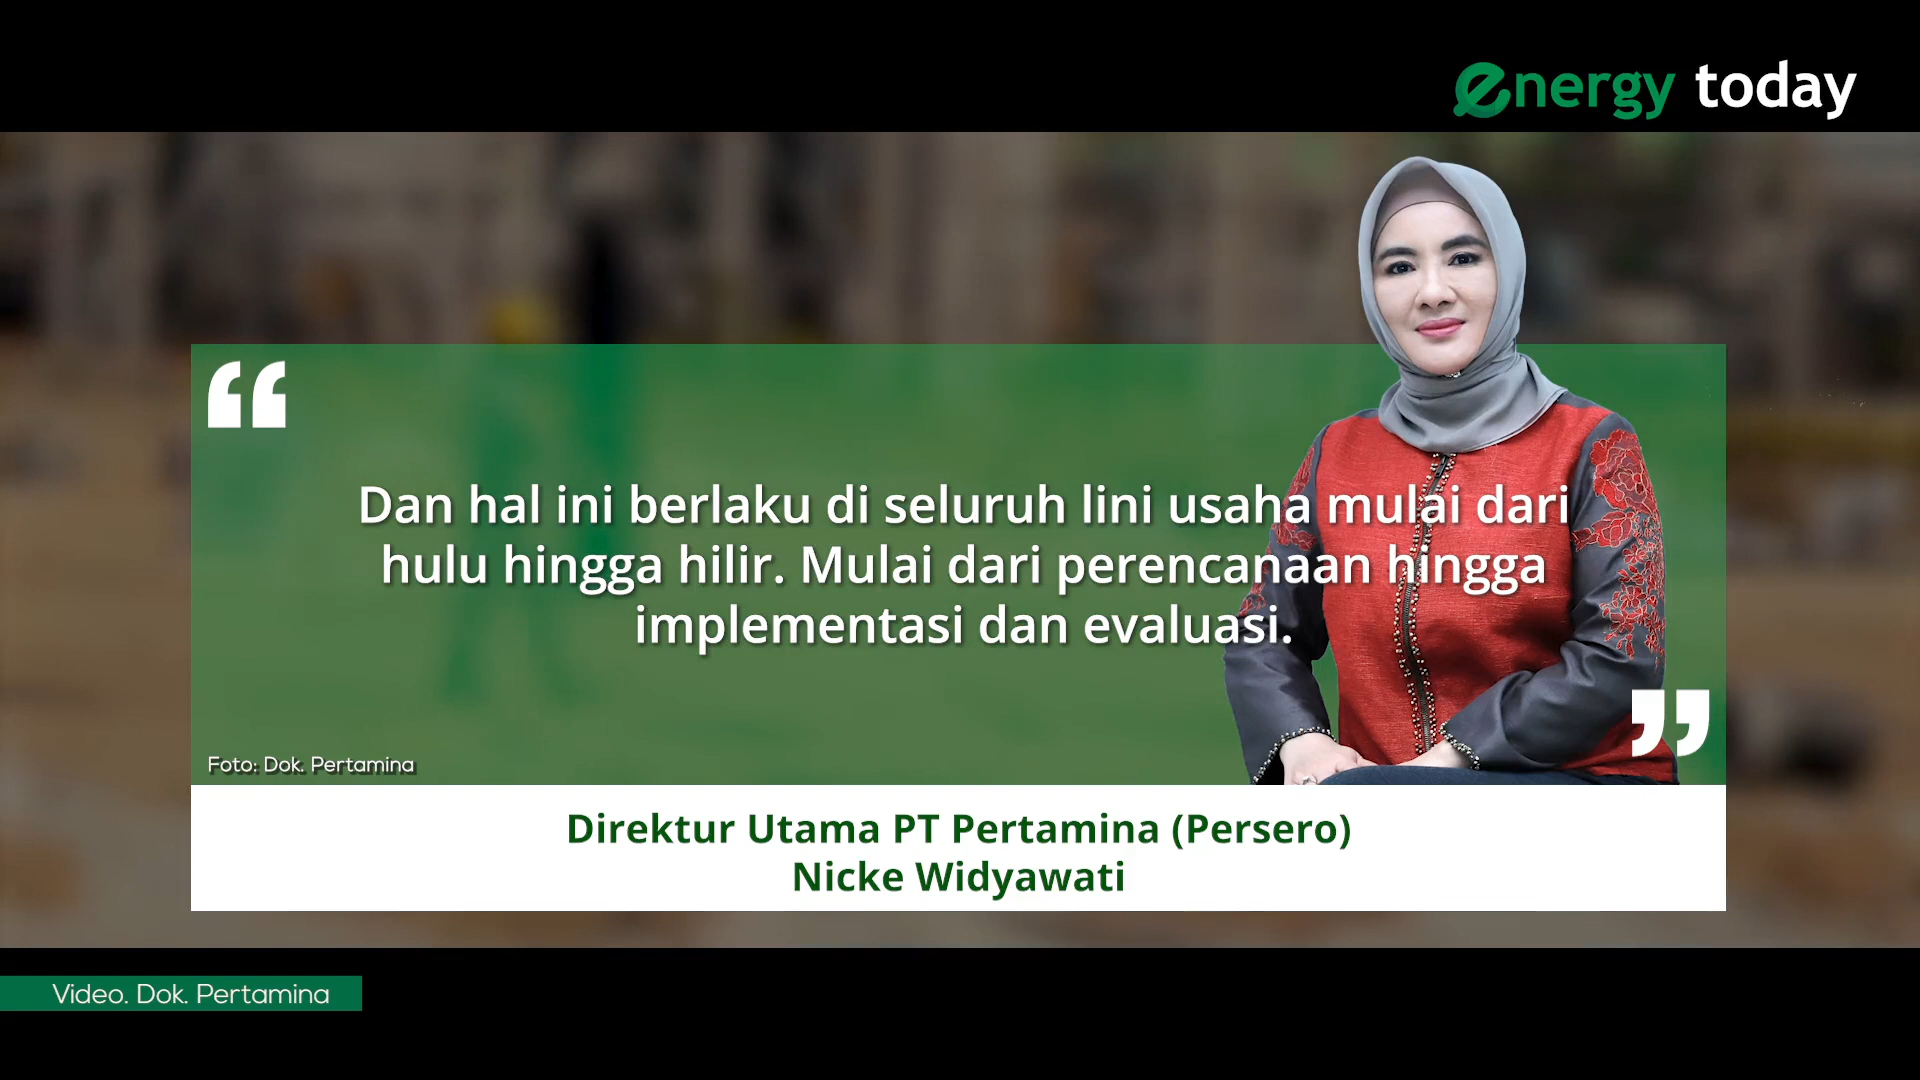 energy today
Dan hal ini berlaku di seluruh lini usaha mulai dari
hulu hingga hilir. Mulai dari perencanaan hingga
implementasi dan evaluasi.
Foto: Dok. Pertamina
Direktur Utama PT Pertamina (Persero)
Nicke Widyawati
Video. Dok. Pertamina